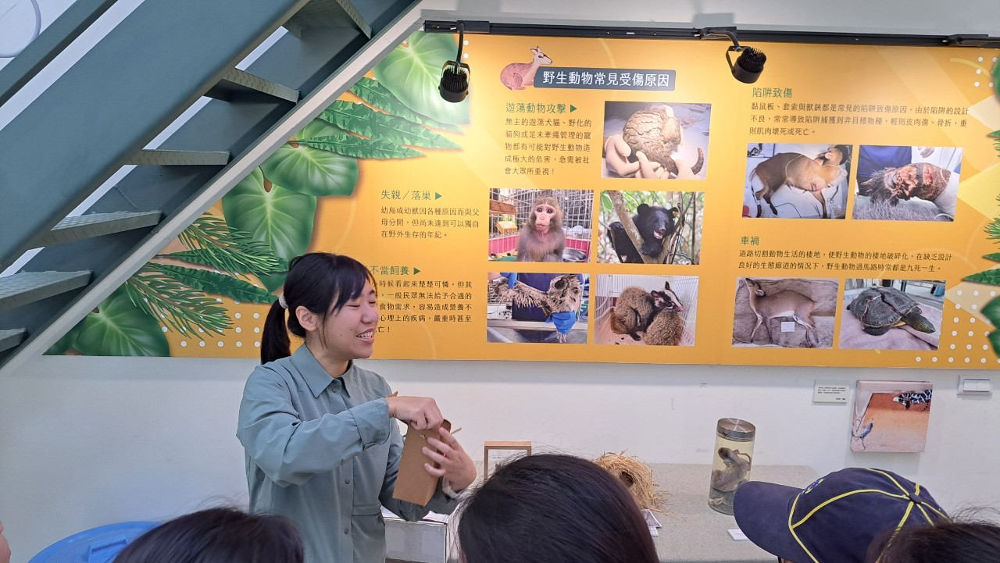 野生動物常見受傷原因
遊蕩動物攻擊 ▶
無主的遊蕩犬貓、野化的
貓狗或是未牽繩管理的寵
物都有可能對野生動物造
成極大的危害,急需被社
會大眾所重視!
失親/落巢 ▶
幼鳥或幼獸因各種原因而與父
母分開,但尚未達到可以獨自
在野外生存的年紀。
不當飼養 ▶
小時候看起來楚楚可憐,但其
,一般民眾無法給予合適的
食物需求,容易造成營養不
心理上的疾病,嚴重時甚至
亡!
陷阱致傷
黏鼠板、套索與獸鋏都是常見的陷阱致傷原因,由於陷阱的設計
不良,常常導致陷阱捕獲到非目標物種,輕則皮肉傷、骨折,重
則肌肉壞死或死亡。
車禍
道路切割動物生活的棲地,使野生動物的棲地破碎化,在缺乏設計
良好的生態廊道的情況下,野生動物過馬路時常都是九死一生。